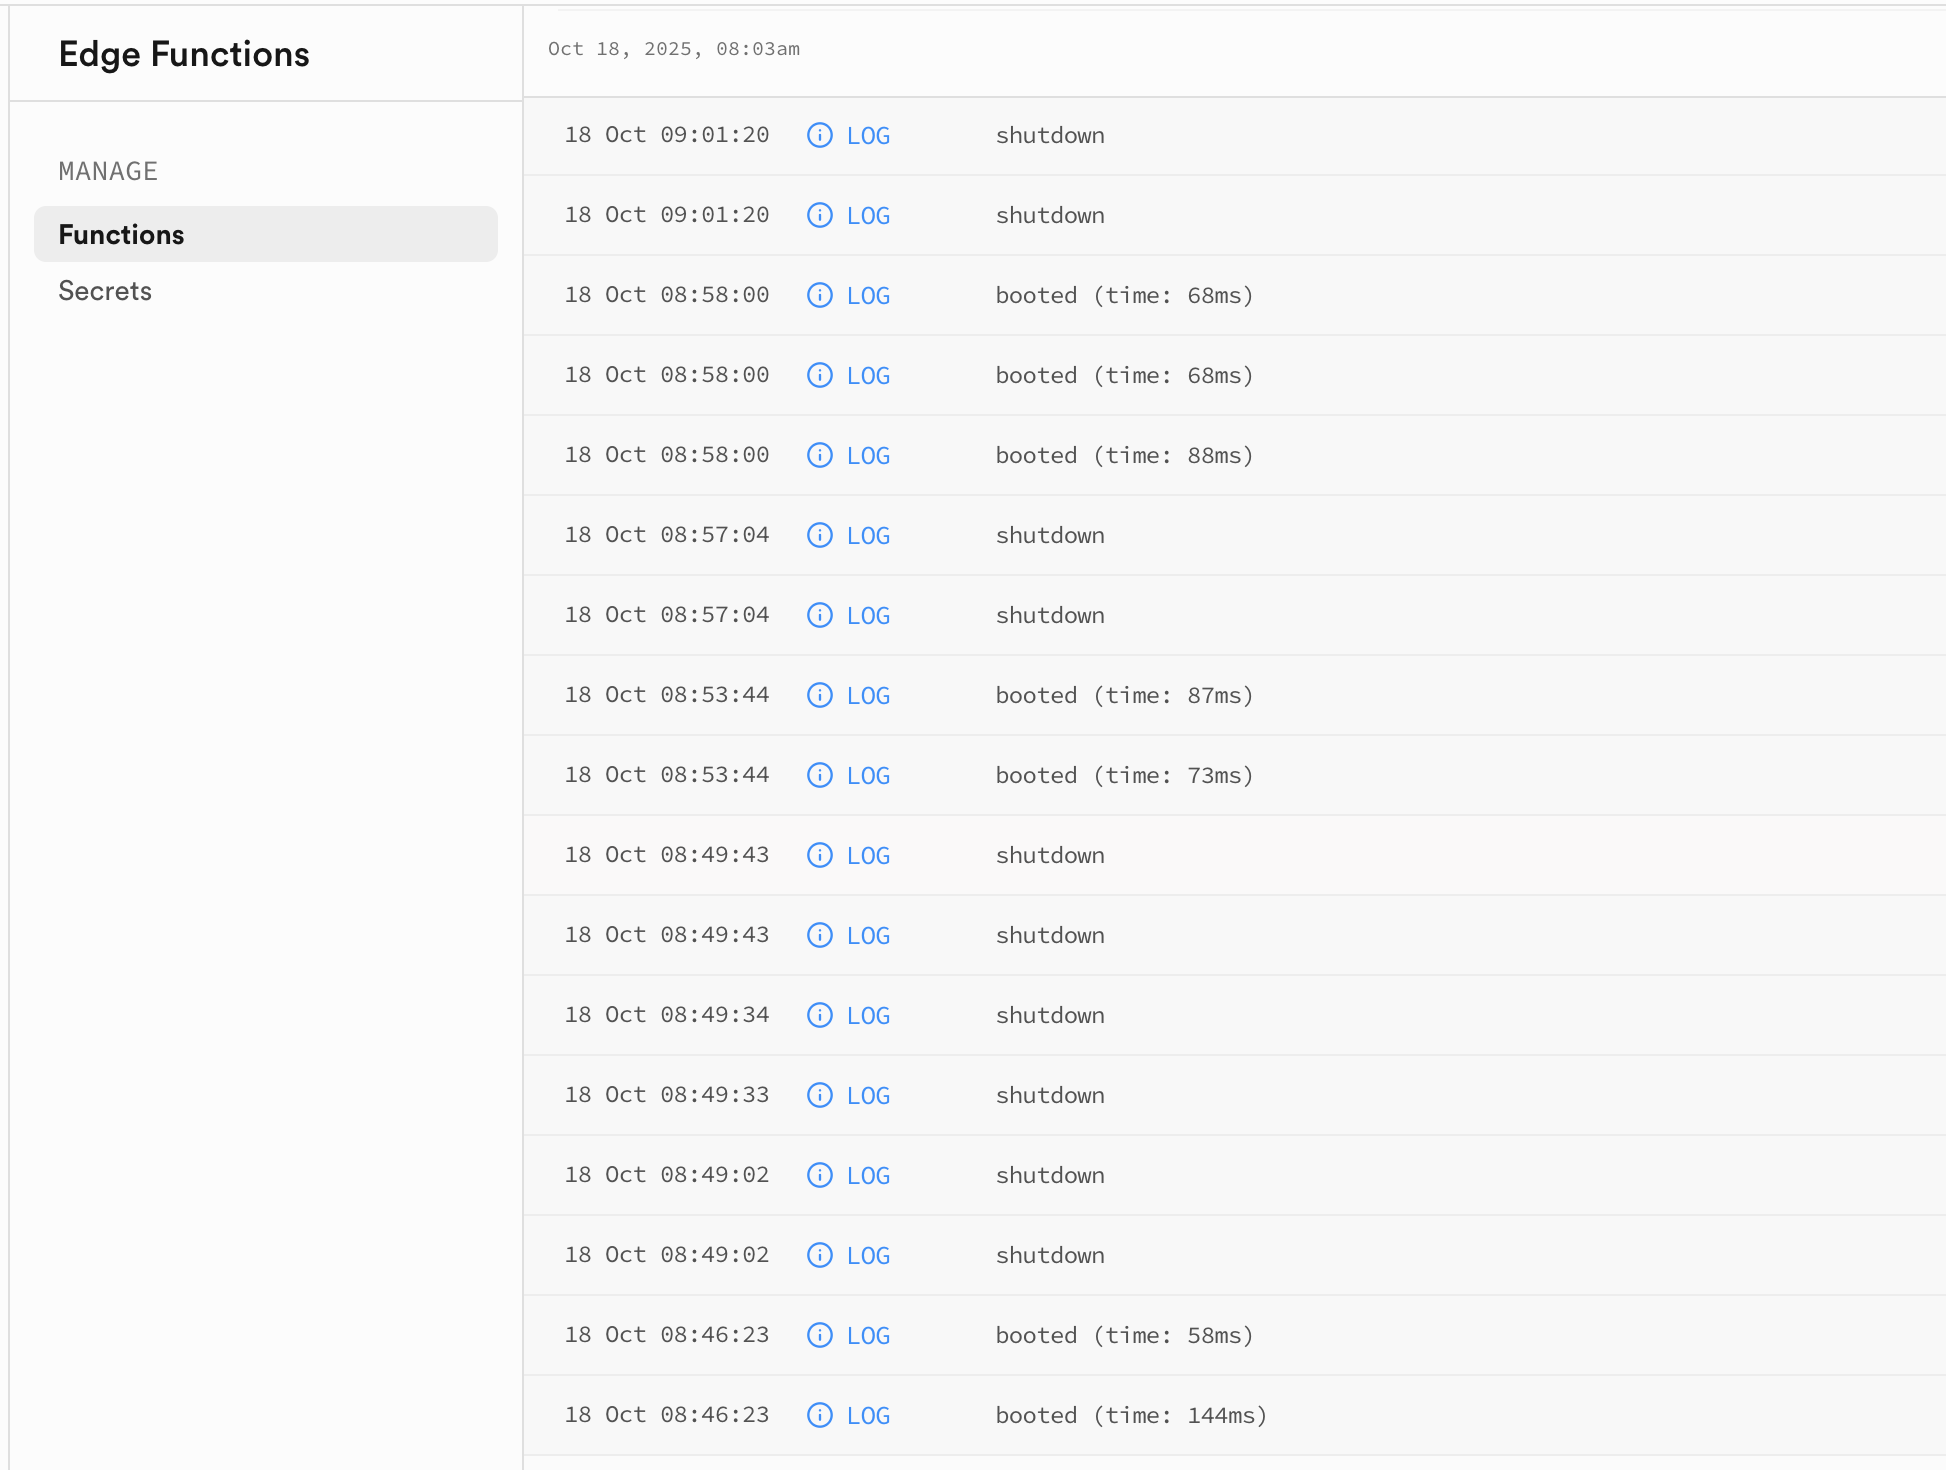 Edge Functions
MANAGE
Functions
Secrets
Oct 18, 2025, 08:03am
18 Oct 09:01:20 LOG shutdown
18 Oct 09:01:20 LOG shutdown
18 Oct 08:58:00 LOG booted (time: 68ms)
18 Oct 08:58:00 LOG booted (time: 68ms)
18 Oct 08:58:00 LOG booted (time: 88ms)
18 Oct 08:57:04 LOG shutdown
18 Oct 08:57:04 LOG shutdown
18 Oct 08:53:44 LOG booted (time: 87ms)
18 Oct 08:53:44 LOG booted (time: 73ms)
18 Oct 08:49:43 LOG shutdown
18 Oct 08:49:43 LOG shutdown
18 Oct 08:49:34 LOG shutdown
18 Oct 08:49:33 LOG shutdown
18 Oct 08:49:02 LOG shutdown
18 Oct 08:49:02 LOG shutdown
18 Oct 08:46:23 LOG booted (time: 58ms)
18 Oct 08:46:23 LOG booted (time: 144ms)